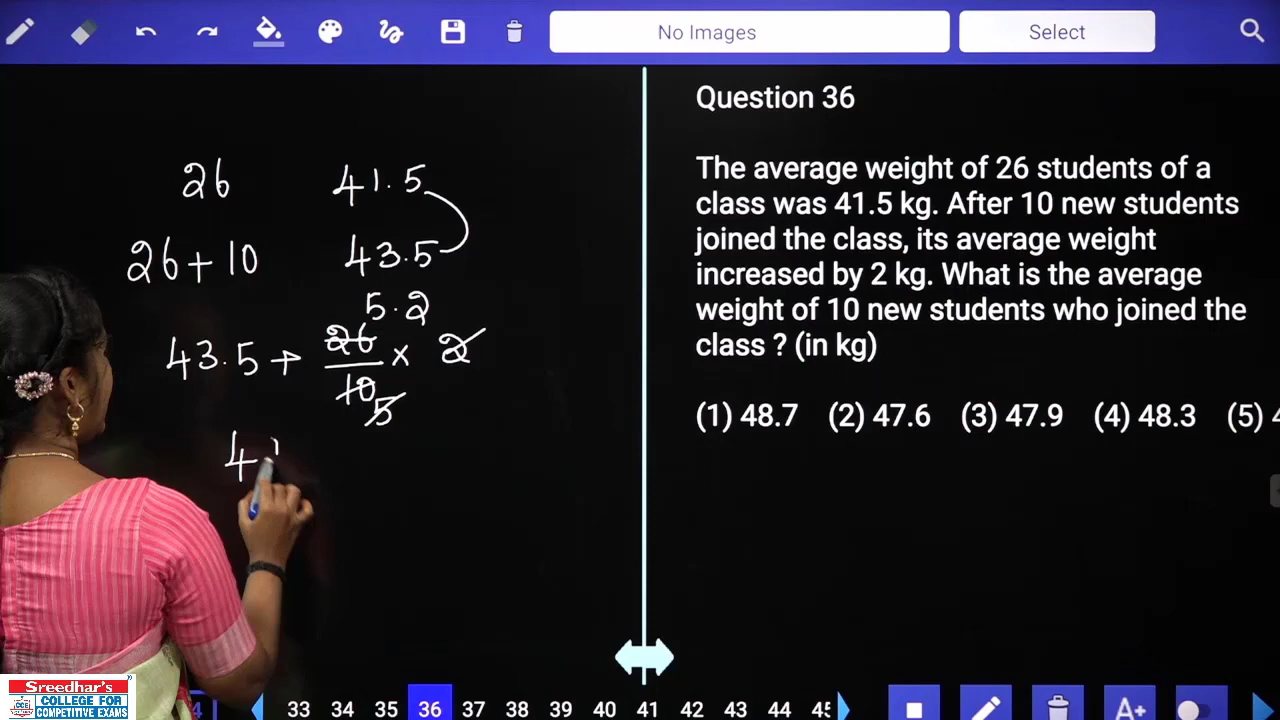 No Images
Select
26 41.5
26+10 43.5
5.2
43.5 + 26/10 × 2
5
4
Question 36
The average weight of 26 students of a
class was 41.5 kg. After 10 new students
joined the class, its average weight
increased by 2 kg. What is the average
weight of 10 new students who joined the
class ? (in kg)
(1) 48.7 (2) 47.6 (3) 47.9 (4) 48.3 (5) 4
Sreedhar's
CCE
COLLEGE FOR
COMPETITIVE EXAMS
4 33 34 35 36 37 38 39 40 41 42 43 44 45
A+